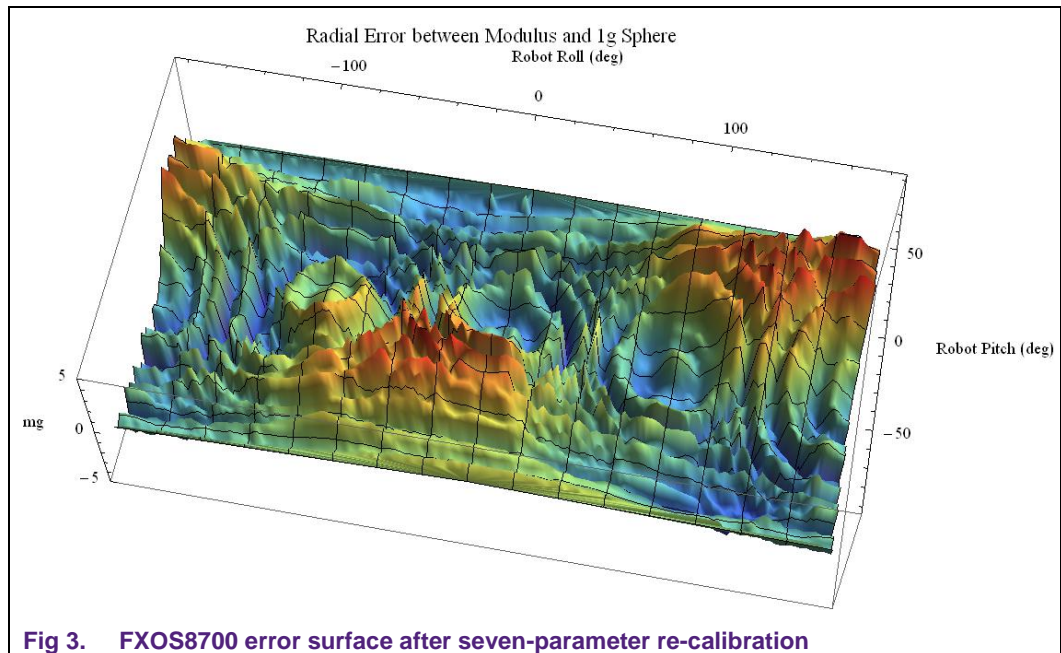 Radial Error between Modulus and 1g Sphere
Robot Roll (deg)
−100
0
100
50
0
Robot Pitch (deg)
−50
5
mg
0
−5
Fig 3. FXOS8700 error surface after seven-parameter re-calibration